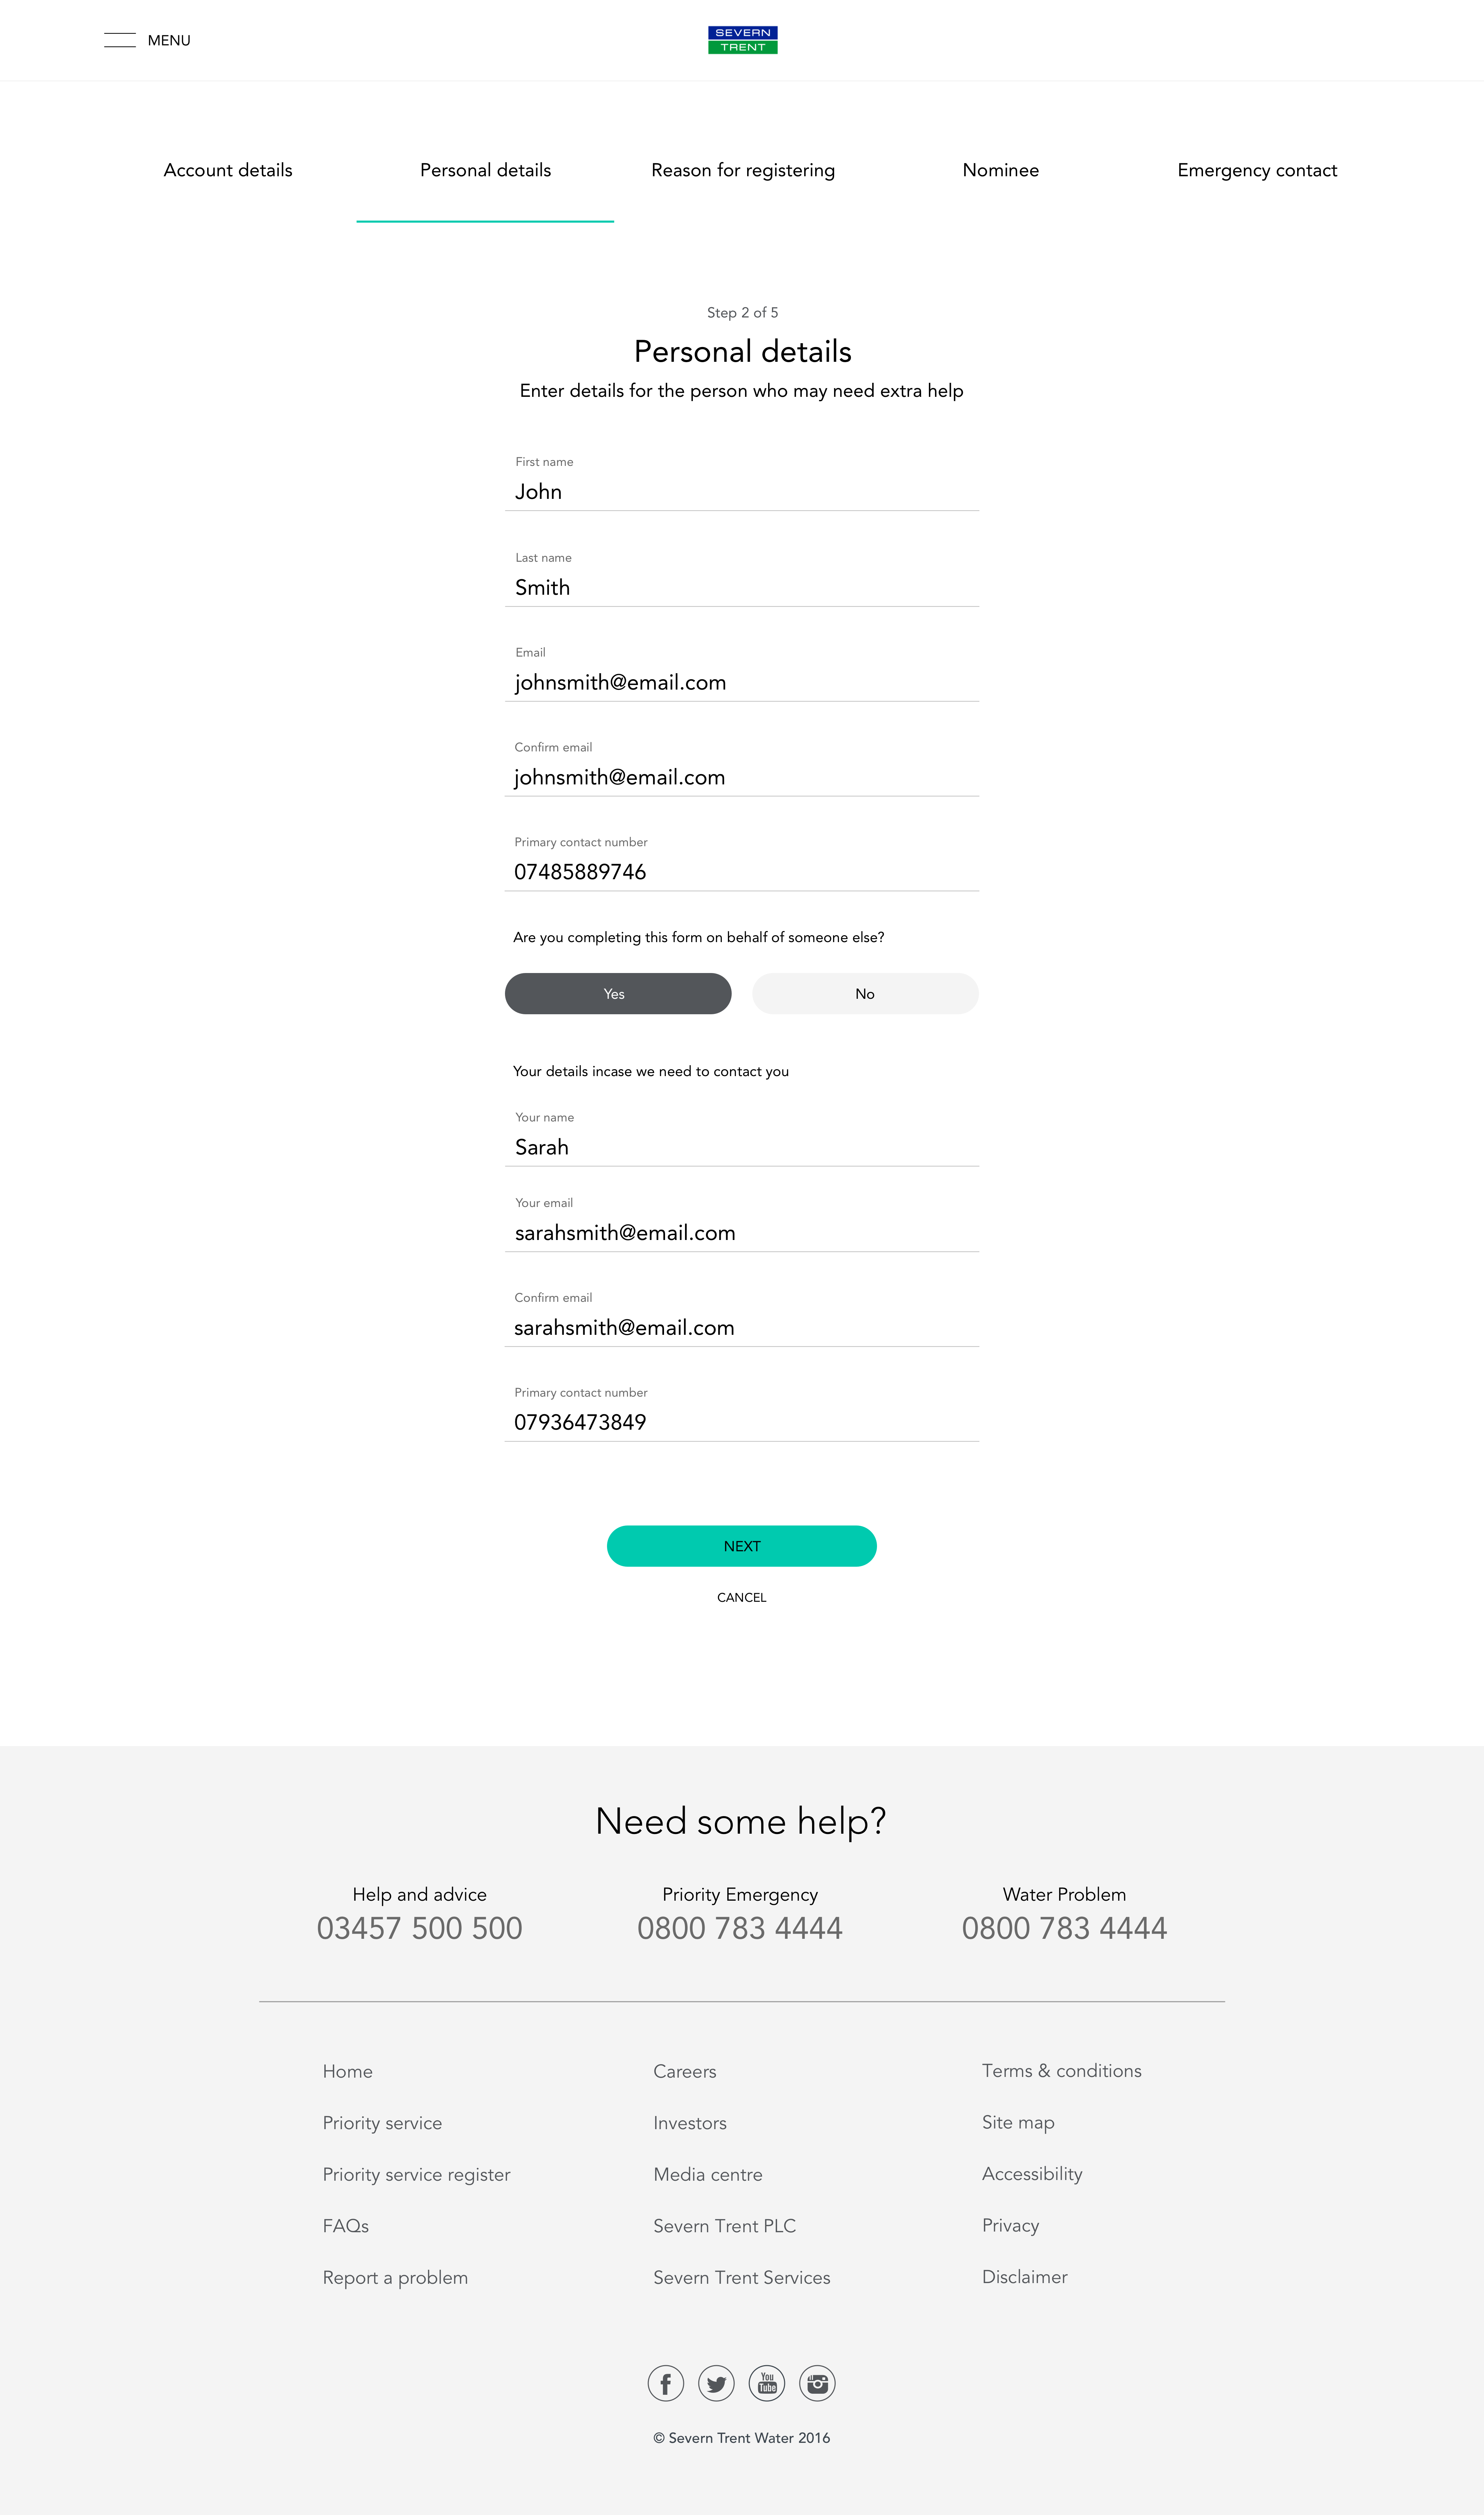 MENU
SEVERN
TRENT
Account details
Personal details
Reason for registering
Nominee
Emergency contact
Step 2 of 5
Personal details
Enter details for the person who may need extra help
First name
John
Last name
Smith
Email
johnsmith@email.com
Confirm email
johnsmith@email.com
Primary contact number
07485889746
Are you completing this form on behalf of someone else?
Yes
No
Your details incase we need to contact you
Your name
Sarah
Your email
sarahsmith@email.com
Confirm email
sarahsmith@email.com
Primary contact number
07936473849
NEXT
CANCEL
Need some help?
Help and advice
03457 500 500
Priority Emergency
0800 783 4444
Water Problem
0800 783 4444
Home
Priority service
Priority service register
FAQs
Report a problem
Careers
Investors
Media centre
Severn Trent PLC
Severn Trent Services
Terms & conditions
Site map
Accessibility
Privacy
Disclaimer
You
Tube
© Severn Trent Water 2016